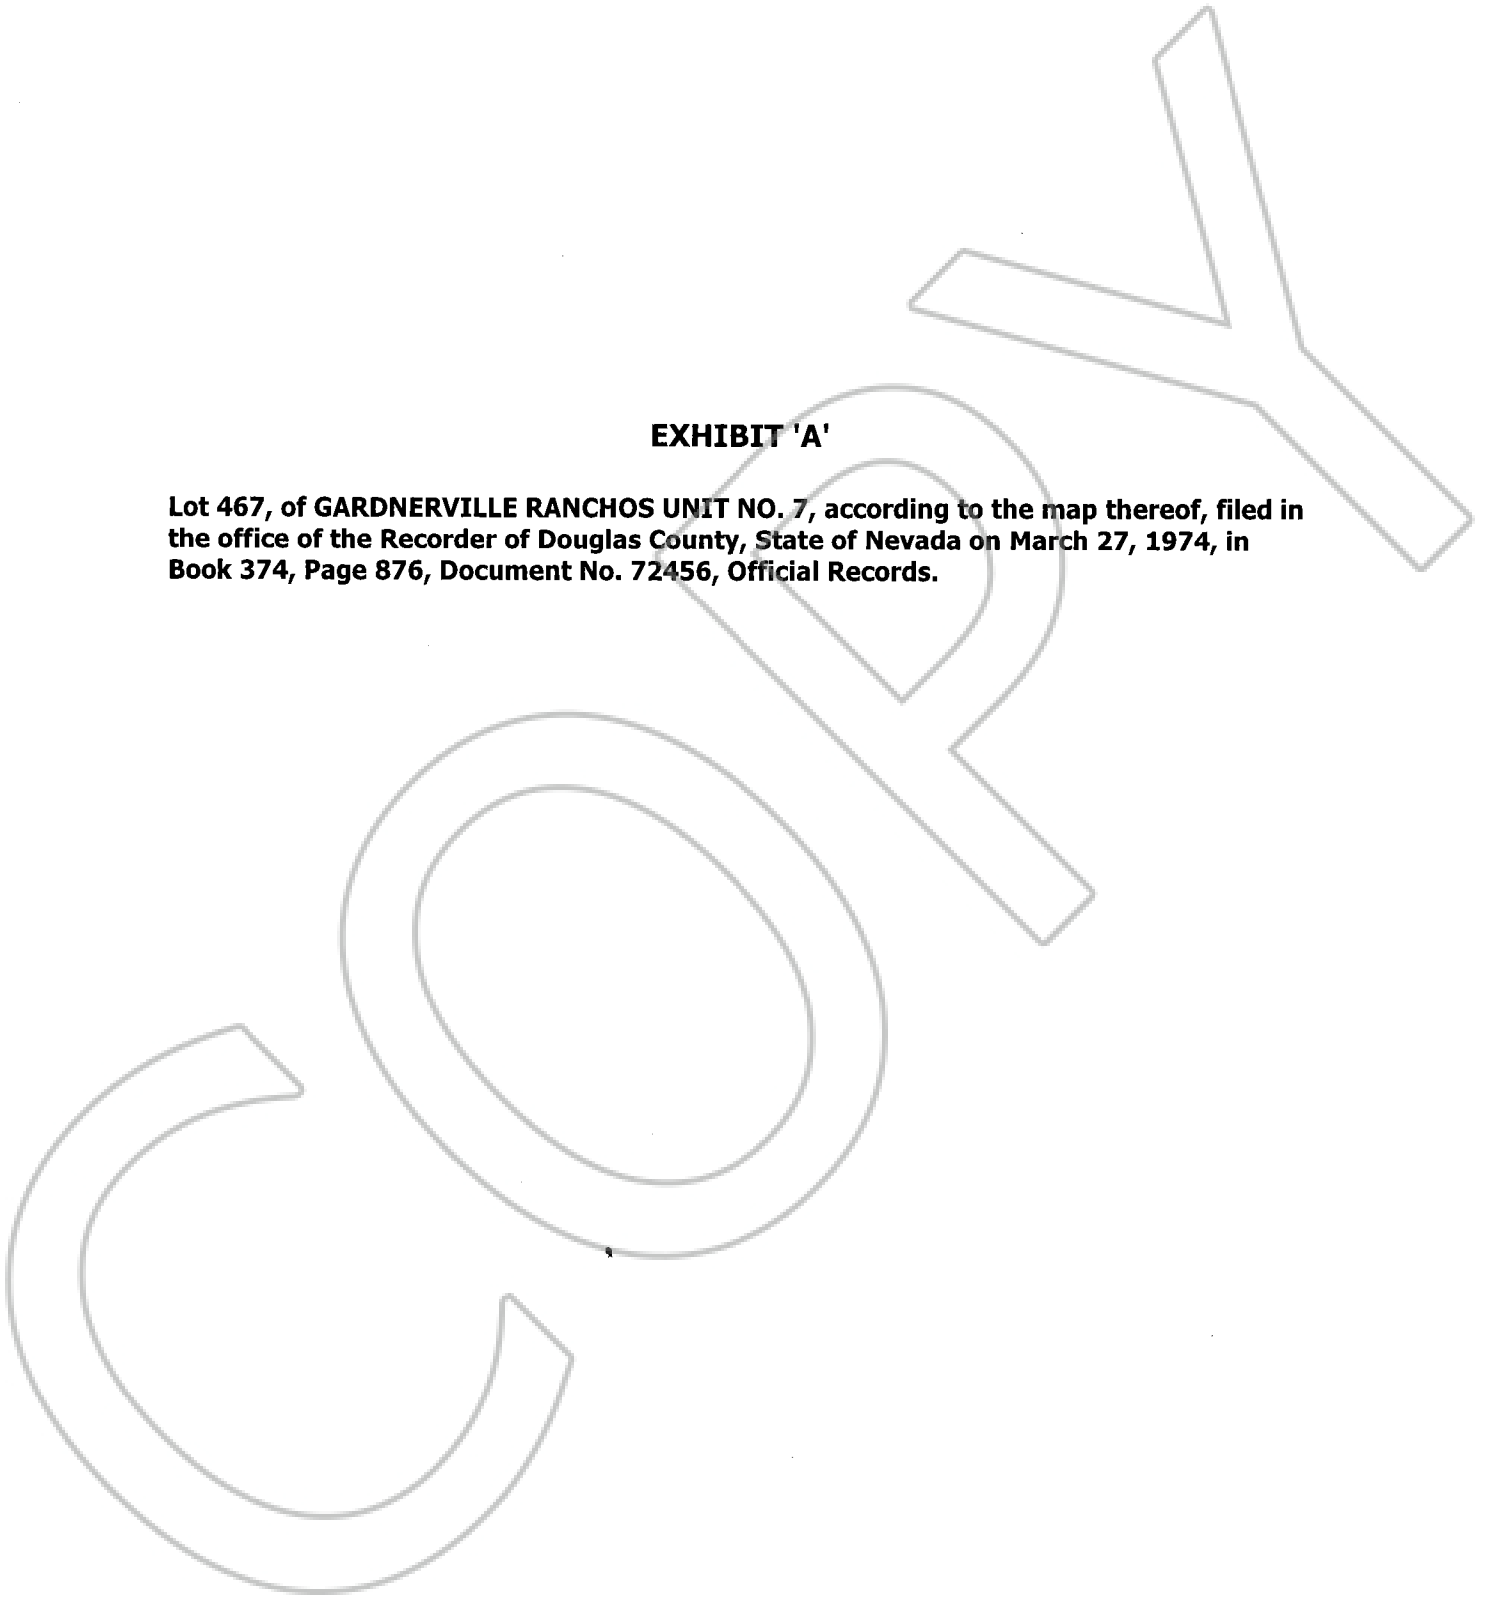 EXHIBIT 'A'
Lot 467, of GARDNERVILLE RANCHOS UNIT NO. 7, according to the map thereof, filed in
the office of the Recorder of Douglas County, State of Nevada on March 27, 1974, in
Book 374, Page 876, Document No. 72456, Official Records.
COPY